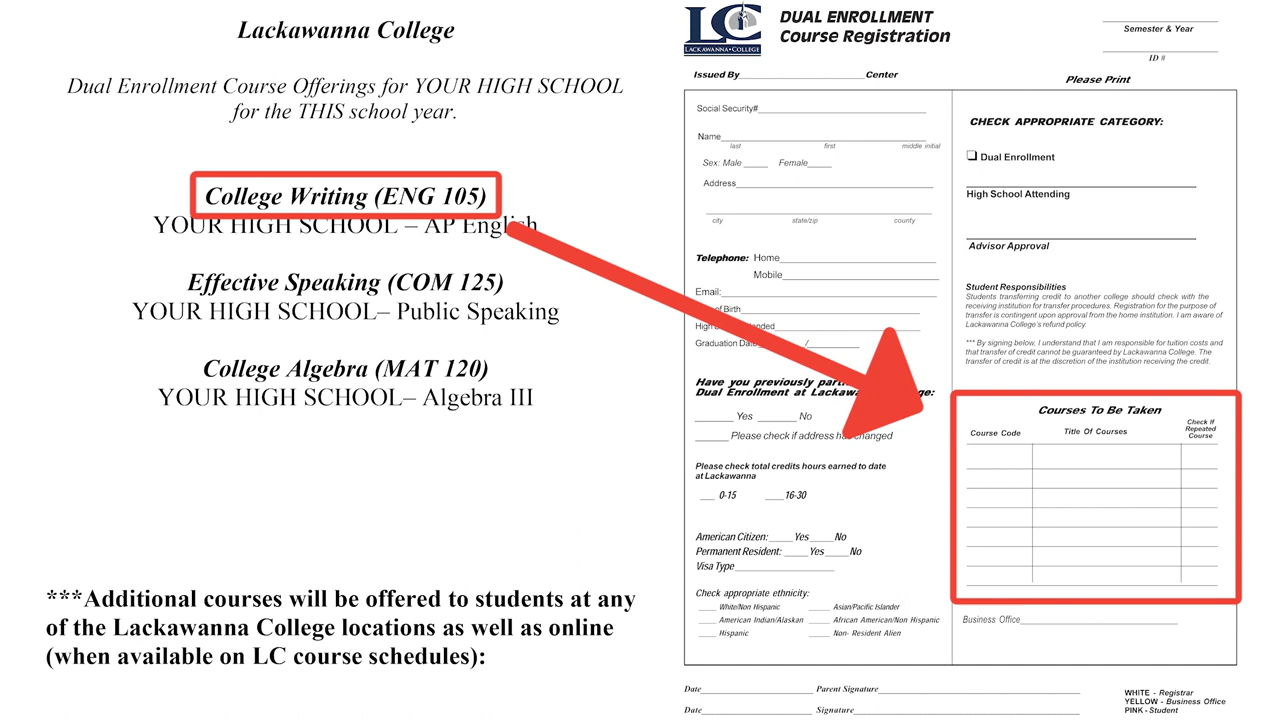 Lackawanna College
Dual Enrollment Course Offerings for YOUR HIGH SCHOOL
for the THIS school year.
College Writing (ENG 105)
YOUR HIGH SCHOOL – AP English
Effective Speaking (COM 125)
YOUR HIGH SCHOOL– Public Speaking
College Algebra (MAT 120)
YOUR HIGH SCHOOL– Algebra III
***Additional courses will be offered to students at any
of the Lackawanna College locations as well as online
(when available on LC course schedules):
LC
LACKAWANNA•COLLEGE
DUAL ENROLLMENT
Course Registration
Semester & Year
ID #
Issued By Center
Please Print
Social Security#
Name
last first middle initial
Sex: Male Female
Address
city state/zip county
Telephone: Home
Mobile
Email:
of Birth
High
Graduation Date /
Have you previously
Dual Enrollment at
Yes No
Please check if address has changed
Please check total credits hours earned to date
at Lackawanna
0-15 16-30
American Citizen: Yes No
Permanent Resident: Yes No
Visa Type
Check appropriate ethnicity:
White/Non Hispanic Asian/Pacific Islander
American Indian/Alaskan African American/Non Hispanic
Hispanic Non- Resident Alien
CHECK APPROPRIATE CATEGORY:
Dual Enrollment
High School Attending
Advisor Approval
Student Responsibilities
Students transferring credit to another college should check with the
receiving institution for transfer procedures. Registration for the purpose of
transfer is contingent upon approval from the home institution. I am aware of
Lackawanna College's refund policy.
*** By signing below, I understand that I am responsible for tuition costs and
that transfer of credit cannot be guaranteed by Lackawanna College. The
transfer of credit is at the discretion of the institution receiving the credit.
Courses To Be Taken
Course Code Title Of Courses Check If
Repeated
Course
Business Office
Date Parent Signature
Date Signature
WHITE - Registrar
YELLOW - Business Office
PINK - Student